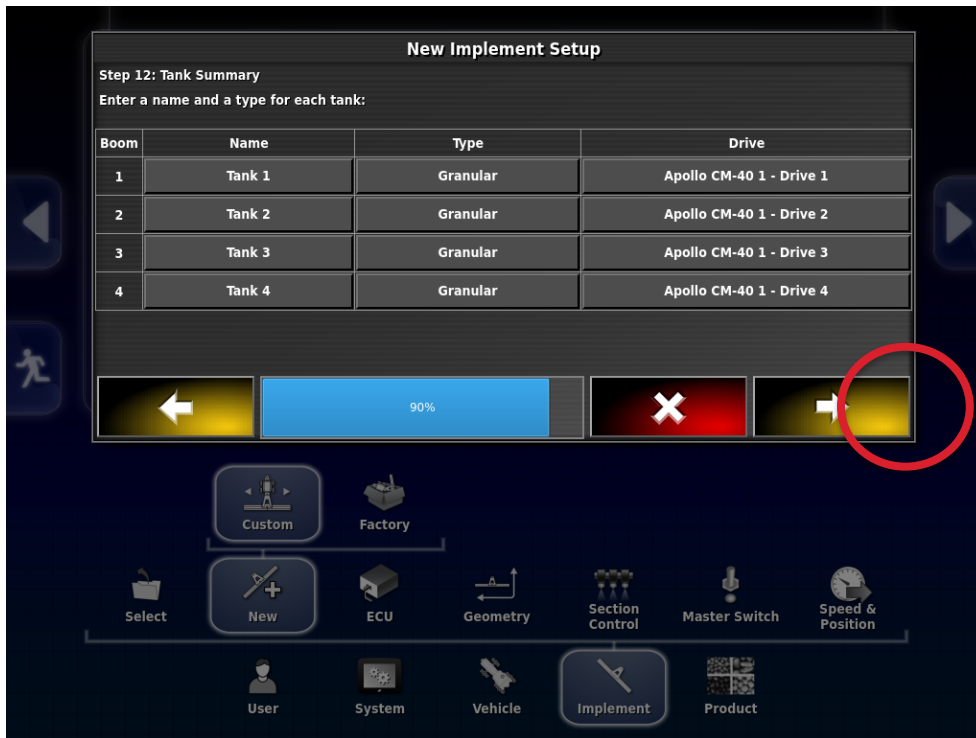 New Implement Setup
Step 12: Tank Summary
Enter a name and a type for each tank:
Boom Name Type Drive
1 Tank 1 Granular Apollo CM-40 1 - Drive 1
2 Tank 2 Granular Apollo CM-40 1 - Drive 2
3 Tank 3 Granular Apollo CM-40 1 - Drive 3
4 Tank 4 Granular Apollo CM-40 1 - Drive 4
90%
Custom Factory
Select New ECU Geometry Section Control Master Switch Speed & Position
User System Vehicle Implement Product